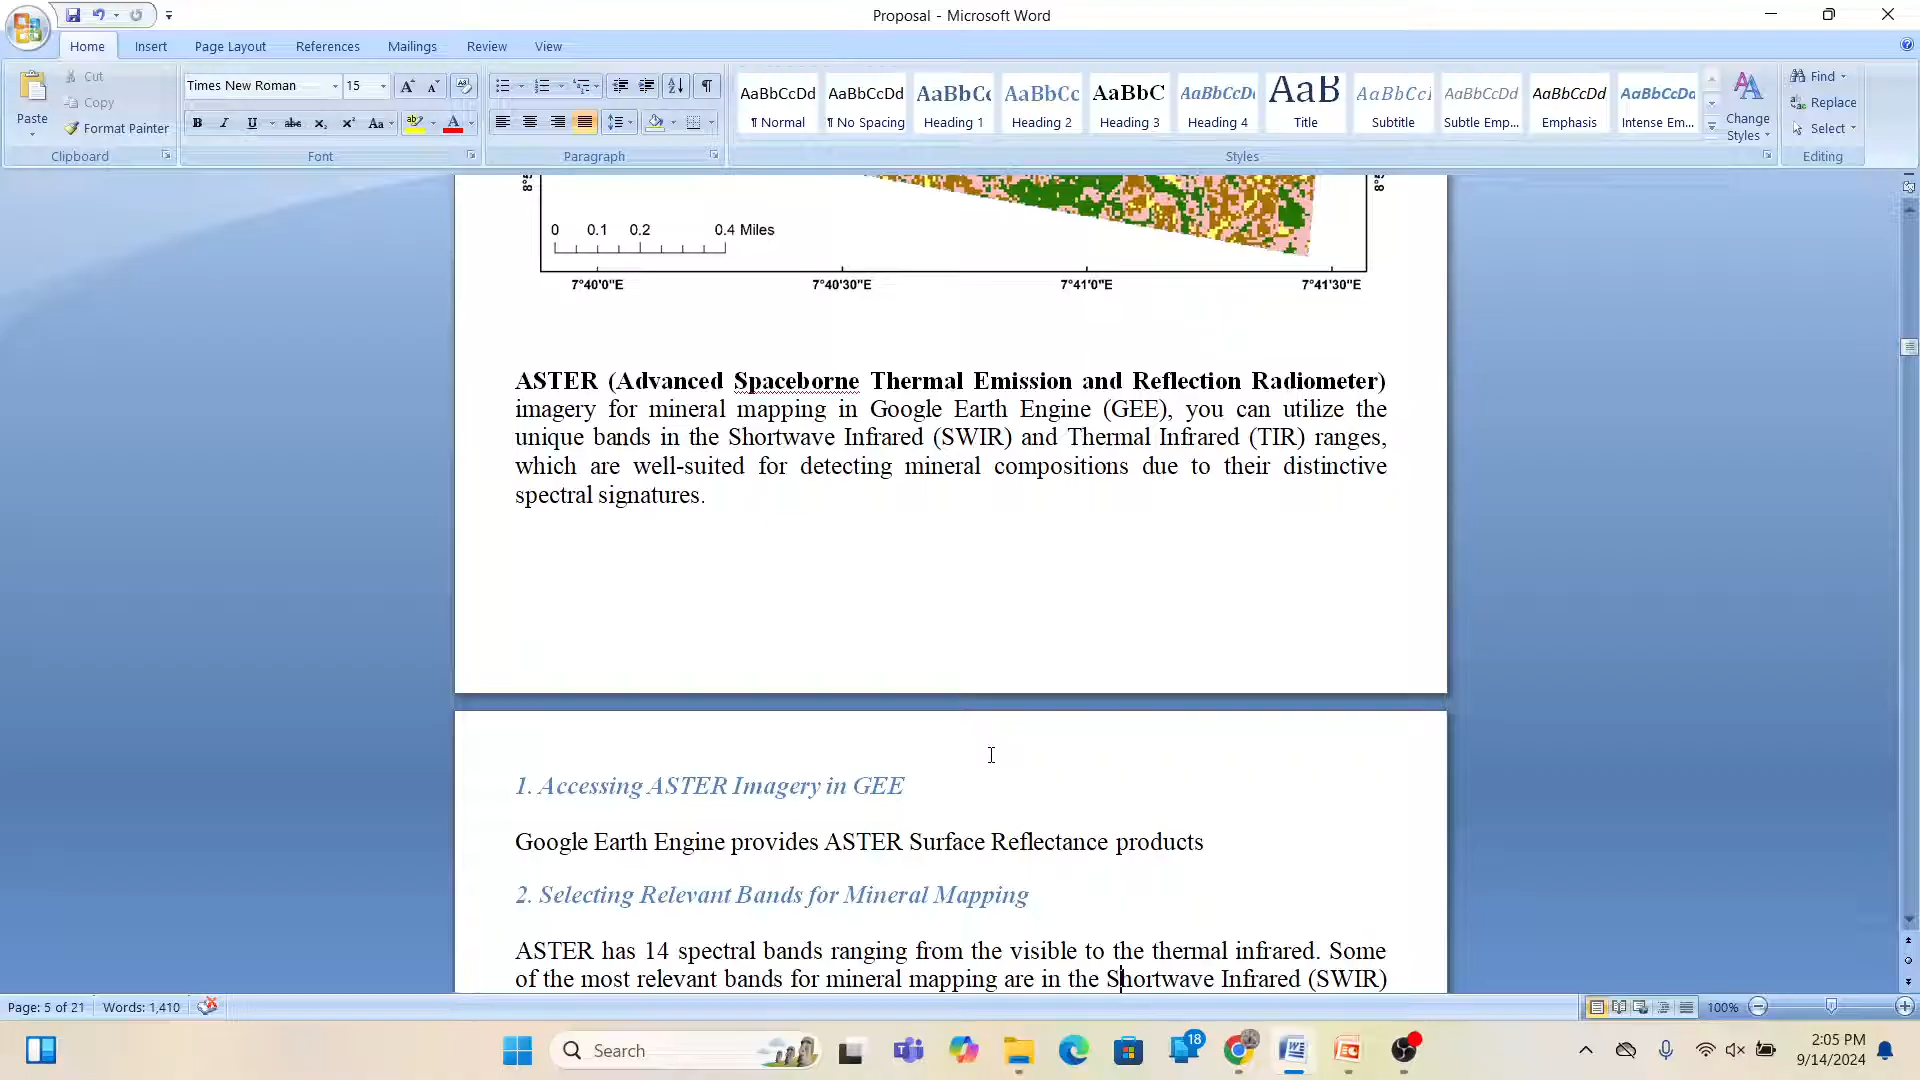 Proposal - Microsoft Word
Home Insert Page Layout References Mailings Review View
Paste
Cut
Copy
Format Painter
Clipboard
Times New Roman 15
Font
Paragraph
AaBbCcDd AaBbCcDd AaBbCc AaBbCc AaBbC AaBbCcDd AaB AaBbCcI AaBbCcDd AaBbCcDd AaBbCcDd
¶ Normal ¶ No Spacing Heading 1 Heading 2 Heading 3 Heading 4 Title Subtitle Subtle Emp... Emphasis Intense Em...
Change
Styles
Styles
Find
Replace
Select
Editing
0 0.1 0.2 0.4 Miles
7°40'0"E 7°40'30"E 7°41'0"E 7°41'30"E
ASTER (Advanced Spaceborne Thermal Emission and Reflection Radiometer)
imagery for mineral mapping in Google Earth Engine (GEE), you can utilize the
unique bands in the Shortwave Infrared (SWIR) and Thermal Infrared (TIR) ranges,
which are well-suited for detecting mineral compositions due to their distinctive
spectral signatures.
1. Accessing ASTER Imagery in GEE
Google Earth Engine provides ASTER Surface Reflectance products
2. Selecting Relevant Bands for Mineral Mapping
ASTER has 14 spectral bands ranging from the visible to the thermal infrared. Some
of the most relevant bands for mineral mapping are in the Shortwave Infrared (SWIR)
Page: 5 of 21 Words: 1,410 100%
Search 18 2:05 PM
9/14/2024